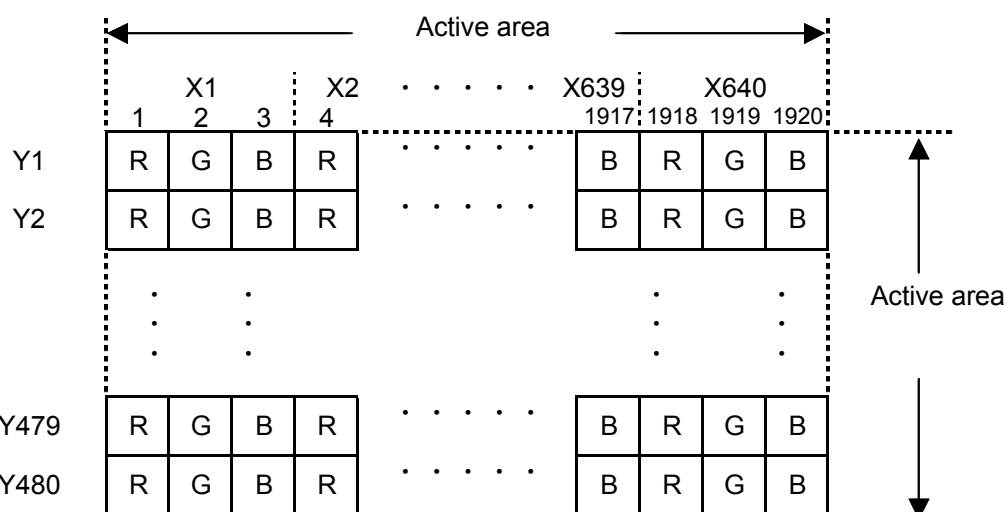 Active area
X1 X2 · · · · · X639 X640
1 2 3 4 1917 1918 1919 1920
Y1 R G B R · · · · · B R G B
Y2 R G B R · · · · · B R G B
Active area
Y479 R G B R · · · · · B R G B
Y480 R G B R · · · · · B R G B